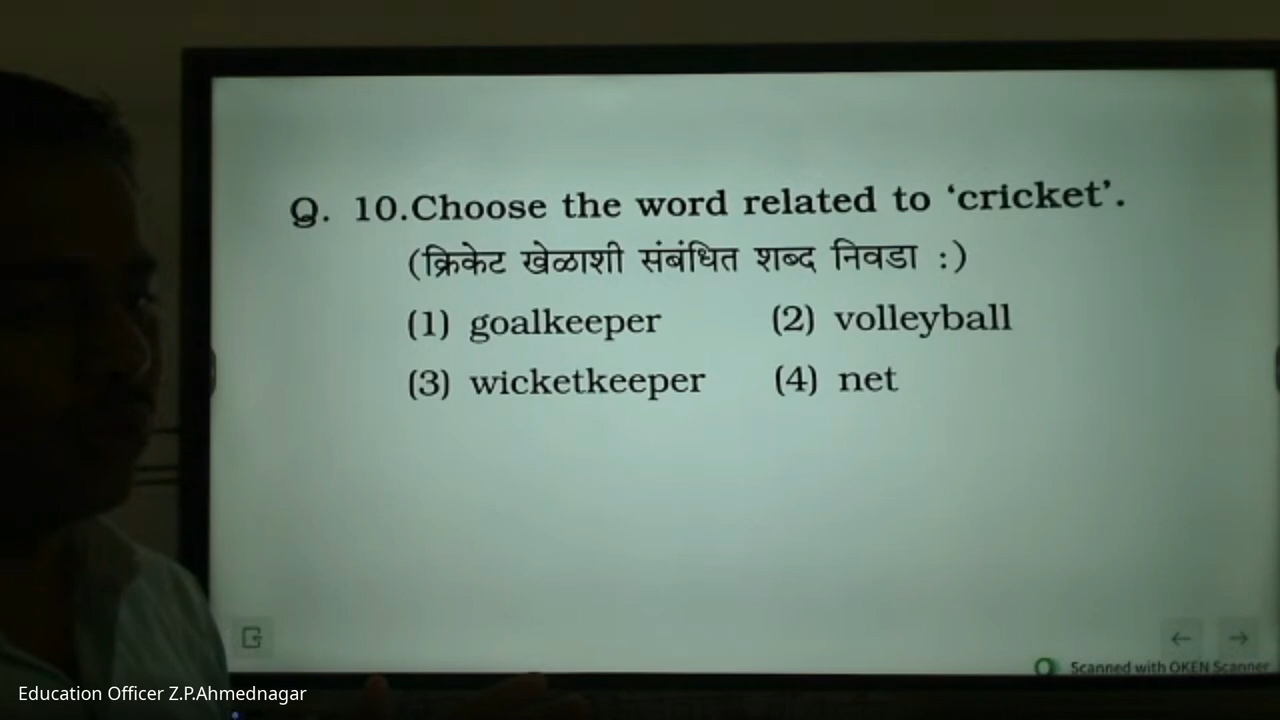 Q. 10.Choose the word related to ‘cricket’.
(क्रिकेट खेळाशी संबंधित शब्द निवडा :)
(1) goalkeeper (2) volleyball
(3) wicketkeeper (4) net
Scanned with OKEN Scanner
Education Officer Z.P.Ahmednagar